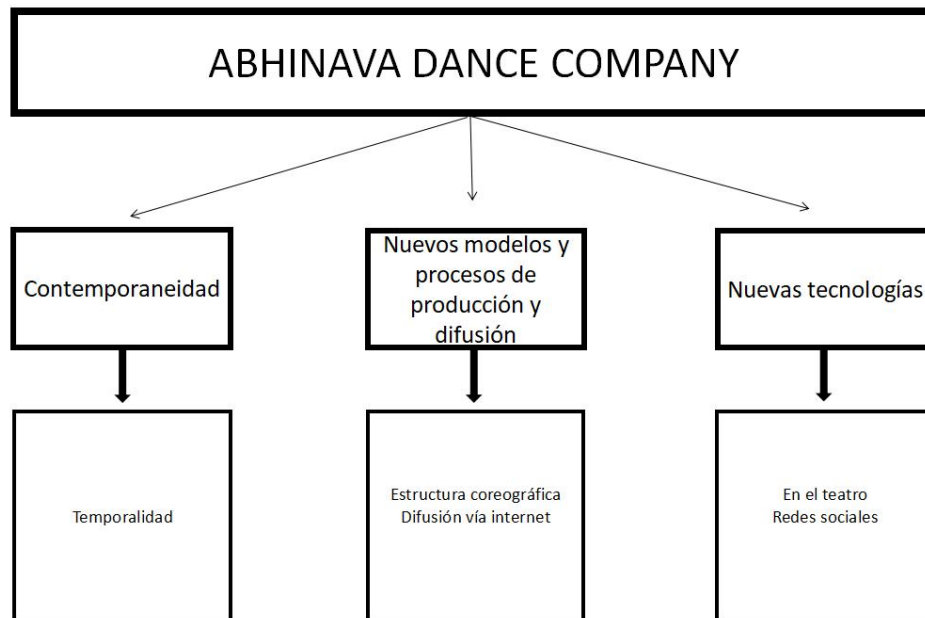 ABHINAVA DANCE COMPANY
Contemporaneidad
Nuevos modelos y
procesos de
producción y
difusión
Nuevas tecnologías
Temporalidad
Estructura coreográfica
Difusión vía internet
En el teatro
Redes sociales